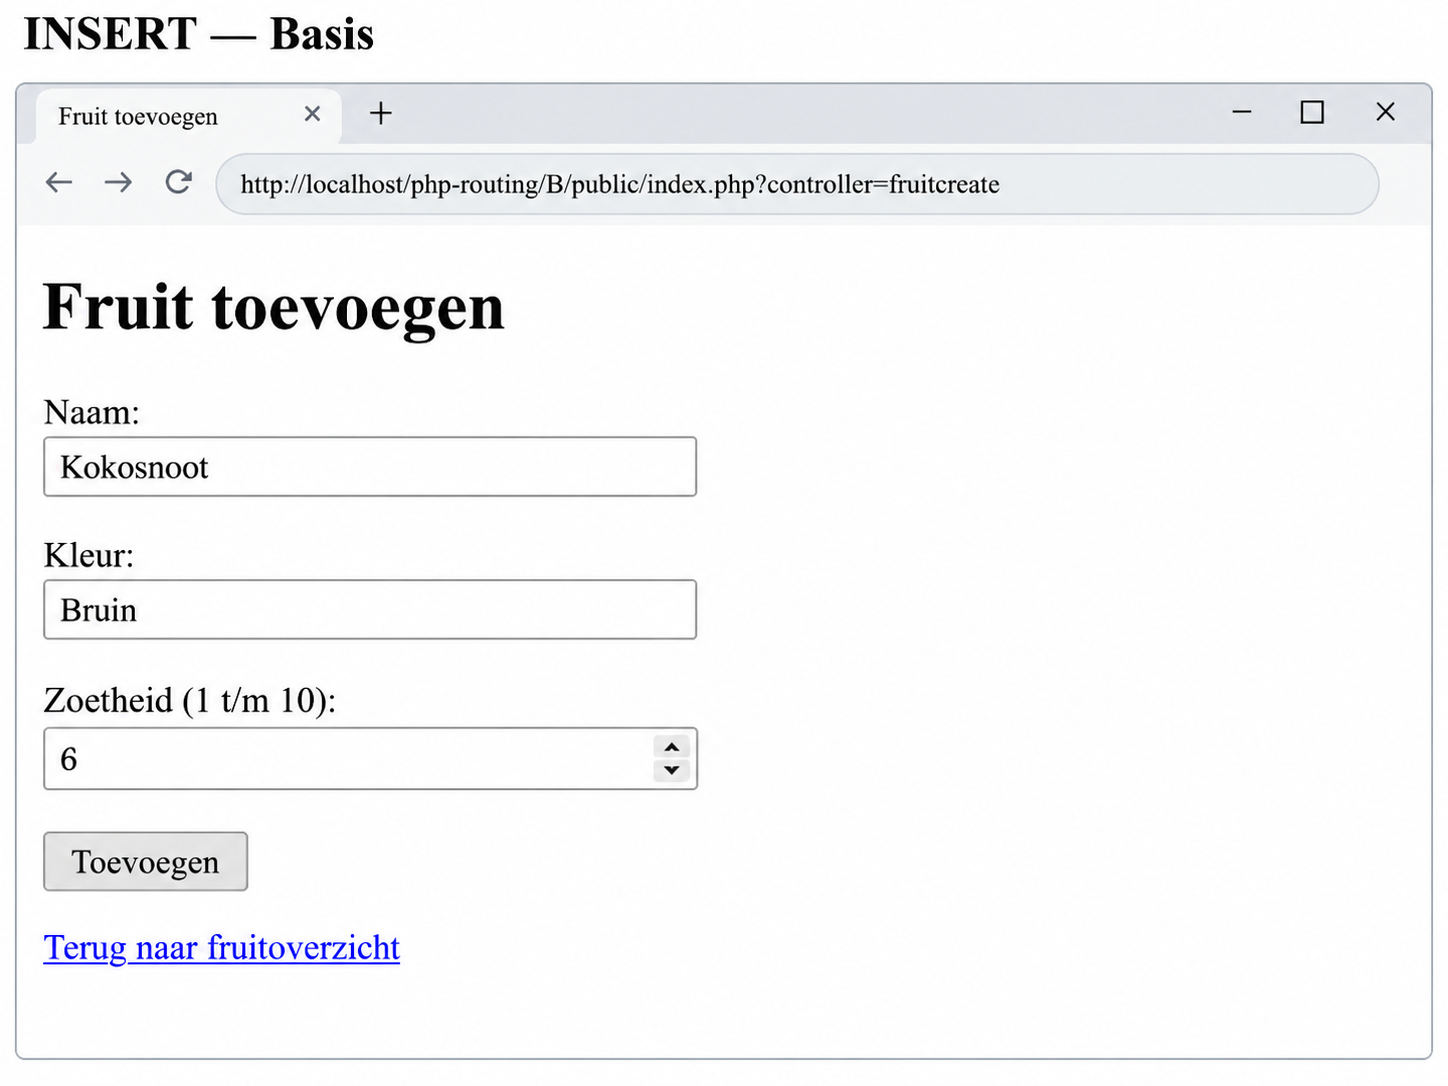 INSERT — Basis
Fruit toevoegen
http://localhost/php-routing/B/public/index.php?controller=fruitcreate
Fruit toevoegen
Naam:
Kokosnoot
Kleur:
Bruin
Zoetheid (1 t/m 10):
6
Toevoegen
Terug naar fruitoverzicht